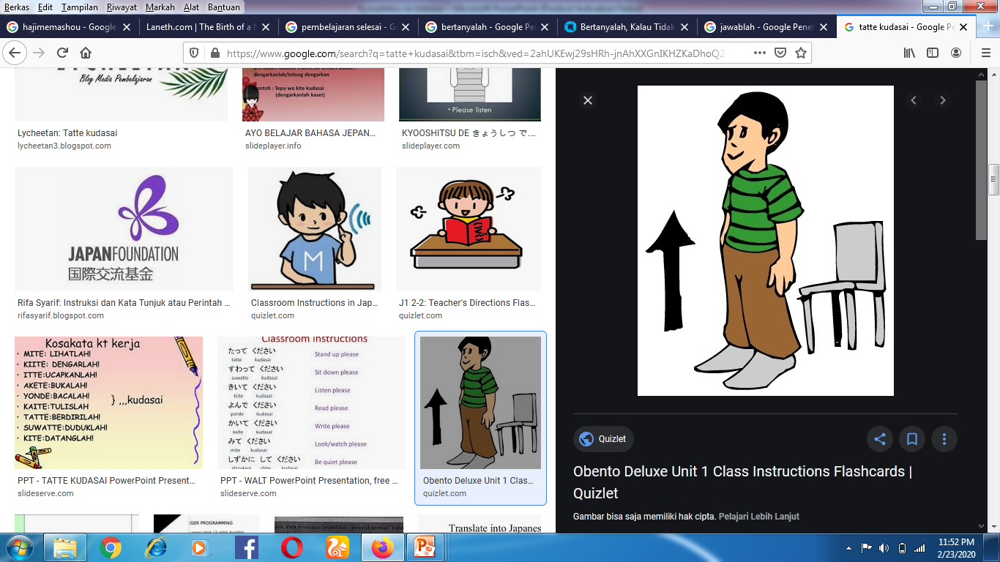 Berkas Edit Tampilan Riwayat Markah Alat Bantuan
hajimemashou - Google
Laneth.com | The Birth of a
pembelajaran selesai - G
bertanyalah - Google Pe
Bertanyalah, Kalau Tidak
jawablah - Google Penel
tatte kudasai - Google Pe
https://www.google.com/search?q=tatte+kudasai&tbm=isch&ved=2ahUKEwj29sHRh-jnAhXXGnIKHZKaDhoQ2
LYCHEETAN
Blog Media Pembelajaran
dengarkanlah/tolong dengarkan
Contoh : Tepu wo kite kudasai
(dengarkanlah kaset)
• Please listen
Lycheetan: Tatte kudasai
lycheetan3.blogspot.com
AYO BELAJAR BAHASA JEPAN...
slideplayer.info
KYOOSHITSU DE きょうしつ で....
slideplayer.com
JAPANFOUNDATION
国際交流基金
M
Rifa Syarif: Instruksi dan Kata Tunjuk atau Perintah ...
rifasyarif.blogspot.com
Classroom Instructions in Jap...
quizlet.com
J1 2-2: Teacher's Directions Flas...
quizlet.com
Kosakata kt kerja
• MITE: LIHATLAH!
• KIITE: DENGARLAH!
• ITTE:UCAPKANLAH!
• AKETE:BUKALAH!
• YONDE:BACALAH!
• KAITE:TULISLAH
• TATTE:BERDIRILAH!
• SUWATTE:DUDUKLAH!
• KITE:DATANGLAH!
} ,,,kudasai
Classroom Instructions
たって ください Stand up please
tatte kudasai
すわって ください Sit down please
suwatte kudasai
きいて ください Listen please
kiite kudasai
よんで ください Read please
yonde kudasai
かいて ください Write please
kaite kudasai
みて ください Look/watch please
mite kudasai
しずかに して ください Be quiet please
shizukani shite kudasai
PPT - TATTE KUDASAI PowerPoint Present...
slideserve.com
PPT - WALT PowerPoint Presentation, free ...
slideserve.com
Obento Deluxe Unit 1 Clas...
quizlet.com
GER PROGRAMMING
Translate into Japanes
Quizlet
Obento Deluxe Unit 1 Class Instructions Flashcards |
Quizlet
Gambar bisa saja memiliki hak cipta. Pelajari Lebih Lanjut
11:52 PM
2/23/2020